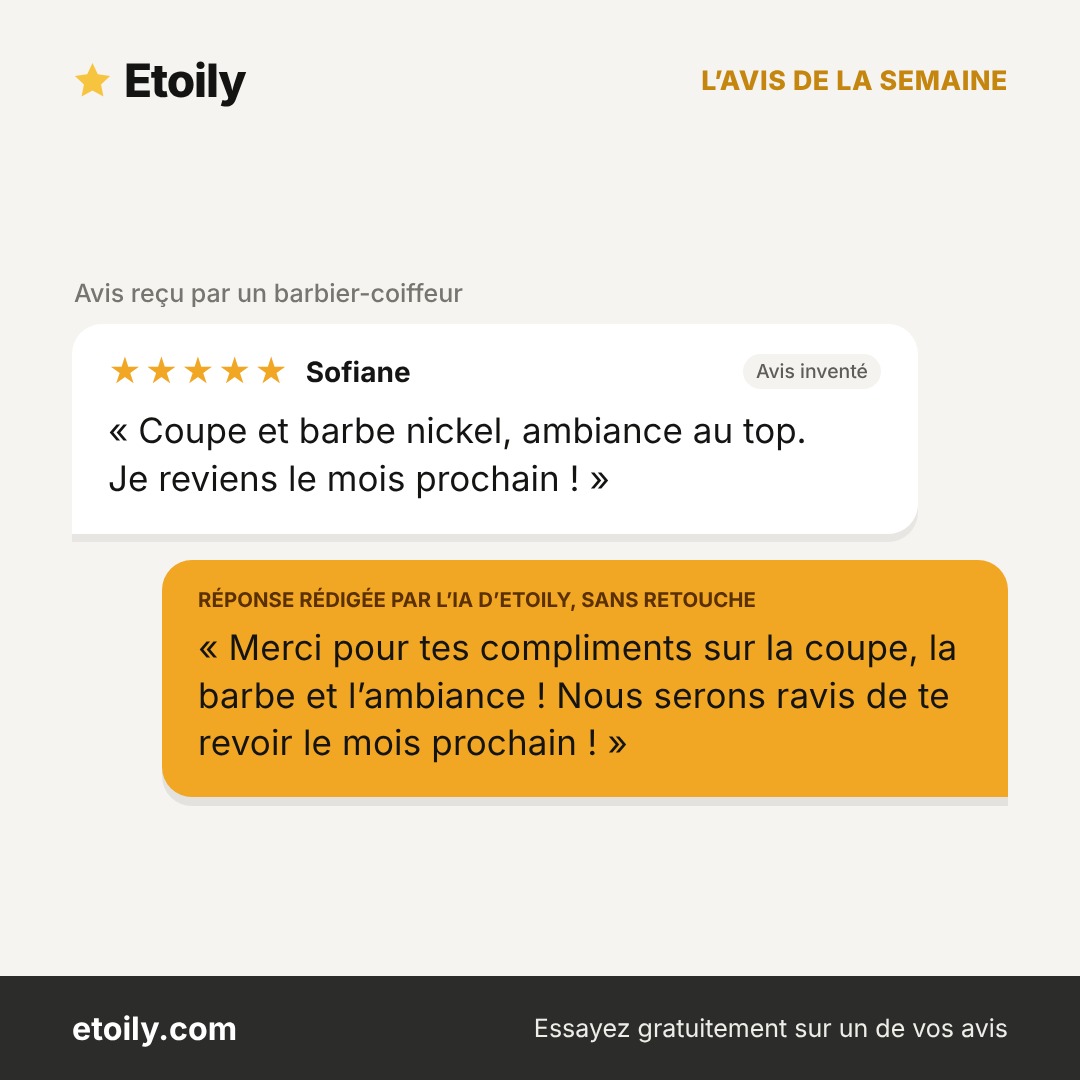 Etoily
L’AVIS DE LA SEMAINE
Avis reçu par un barbier-coiffeur
★★★★★ Sofiane
Avis inventé
« Coupe et barbe nickel, ambiance au top.
Je reviens le mois prochain ! »
RÉPONSE RÉDIGÉE PAR L’IA D’ETOILY, SANS RETOUCHE
« Merci pour tes compliments sur la coupe, la
barbe et l’ambiance ! Nous serons ravis de te
revoir le mois prochain ! »
etoily.com
Essayez gratuitement sur un de vos avis